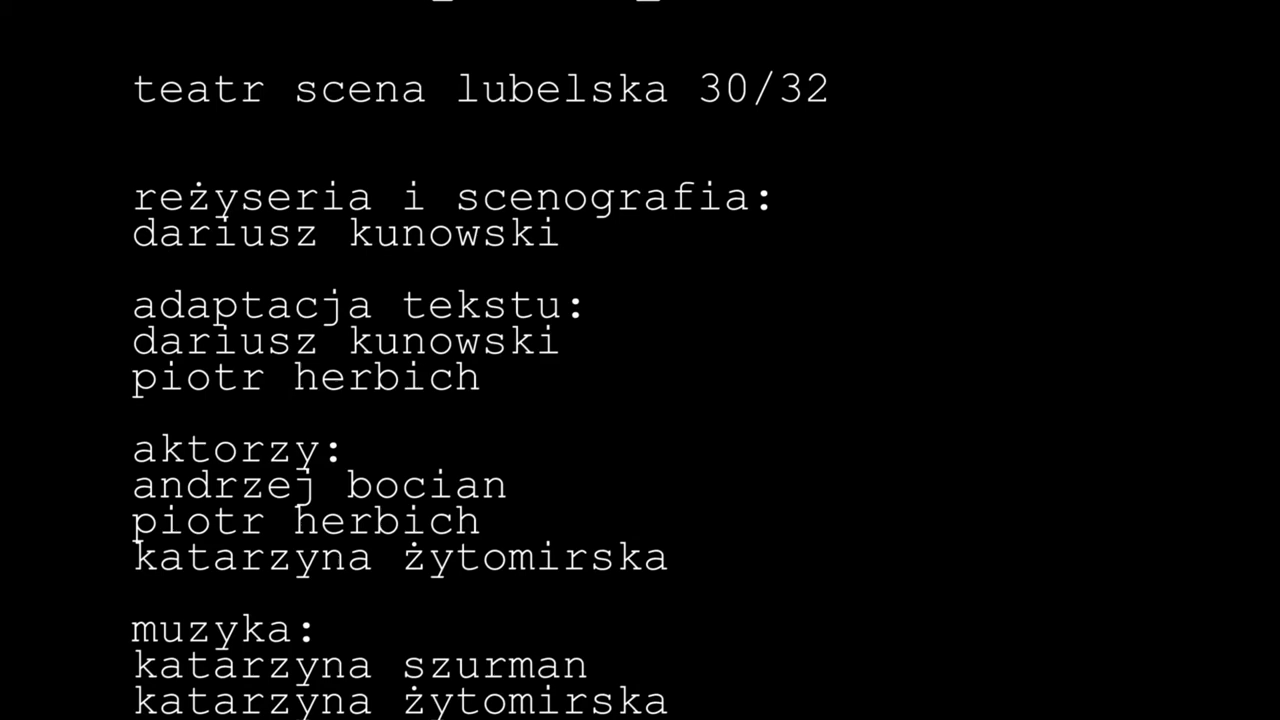 teatr scena lubelska 30/32
reżyseria i scenografia:
dariusz kunowski
adaptacja tekstu:
dariusz kunowski
piotr herbich
aktorzy:
andrzej bocian
piotr herbich
katarzyna żytomirska
muzyka:
katarzyna szurman
katarzyna żytomirska